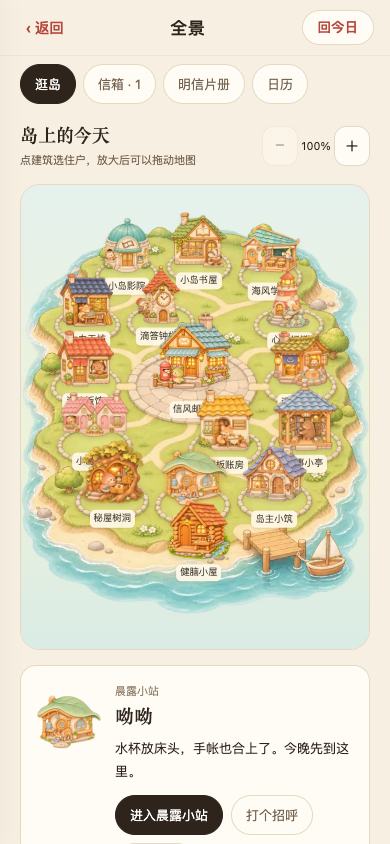 ‹ 返回
全景
回今日
逛岛
信箱 · 1
明信片册
日历
岛上的今天
点建筑选住户，放大后可以拖动地图
−
100%
+
小岛影院
小岛书屋
海风学
滴答钟
信风邮
板账房
小亭
秘屋树洞
岛主小筑
健脑小屋
晨露小站
呦呦
水杯放床头，手帐也合上了。今晚先到这
里。
进入晨露小站
打个招呼